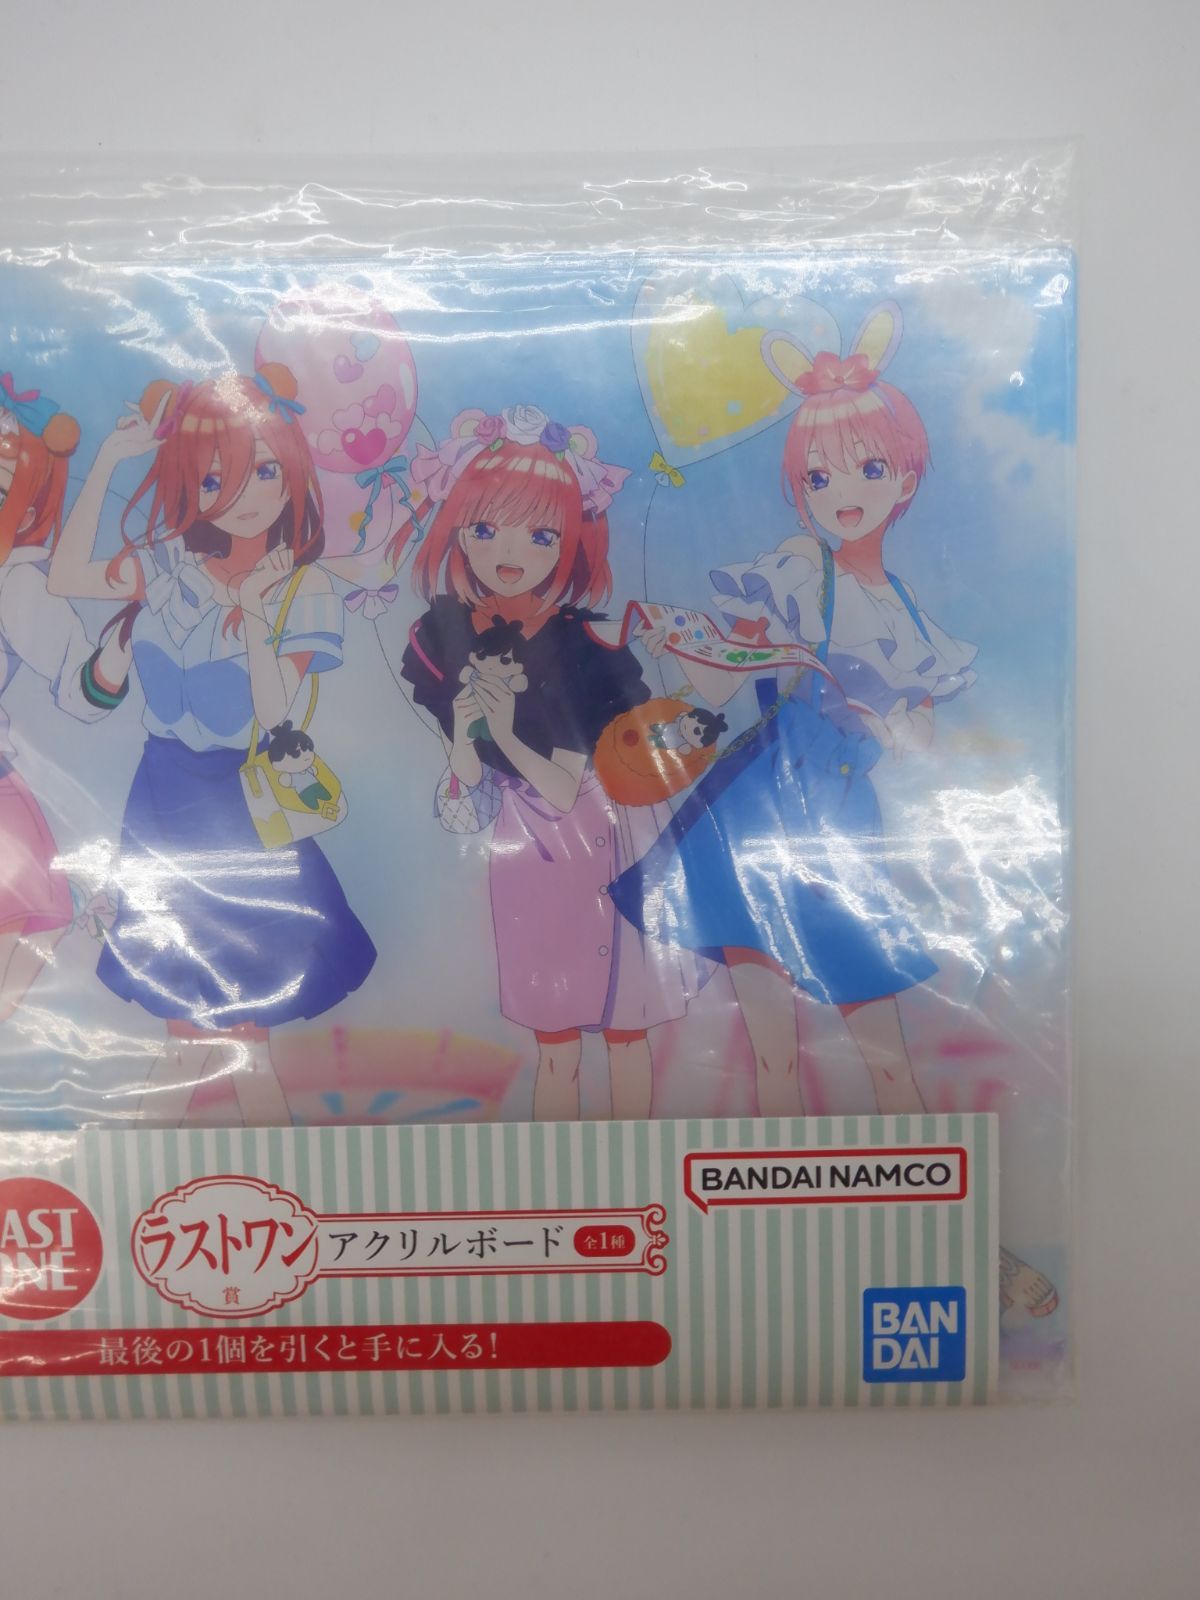 BANDAI NAMCO
LAST
ONE
ラストワン
賞
アクリルボード
全1種
最後の1個を引くと手に入る!
BAN
DAI